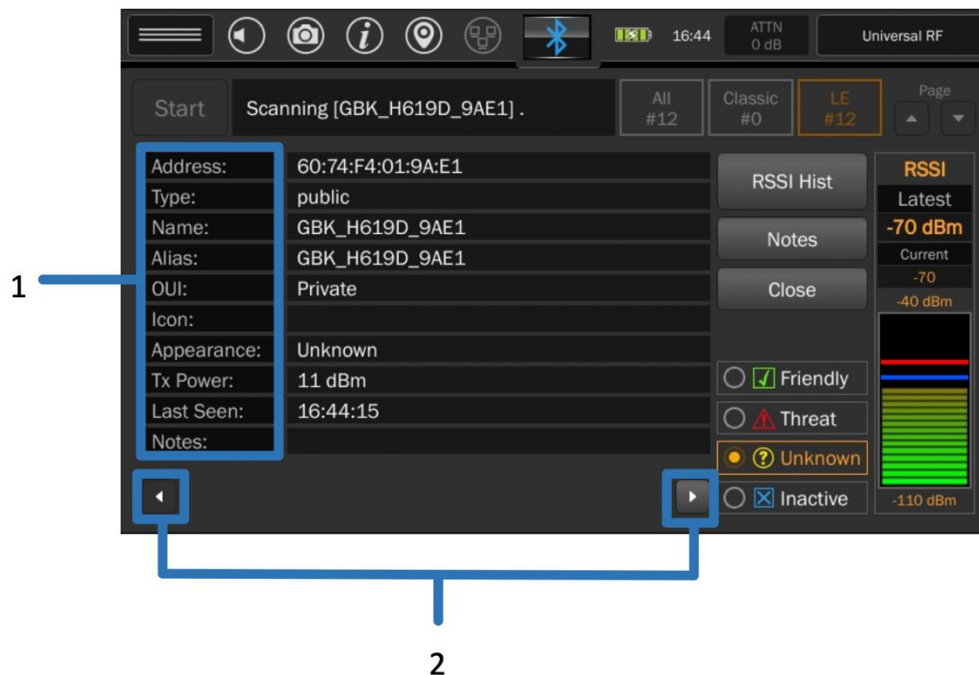 16:44
ATTN
0 dB
Universal RF
Start
Scanning [GBK_H619D_9AE1] .
All
#12
Classic
#0
LE
#12
Page
Address: 60:74:F4:01:9A:E1
Type: public
Name: GBK_H619D_9AE1
Alias: GBK_H619D_9AE1
OUI: Private
Icon:
Appearance: Unknown
Tx Power: 11 dBm
Last Seen: 16:44:15
Notes:
RSSI Hist
Notes
Close
Friendly
Threat
Unknown
Inactive
RSSI
Latest
-70 dBm
Current
-70
-40 dBm
-110 dBm
1
2